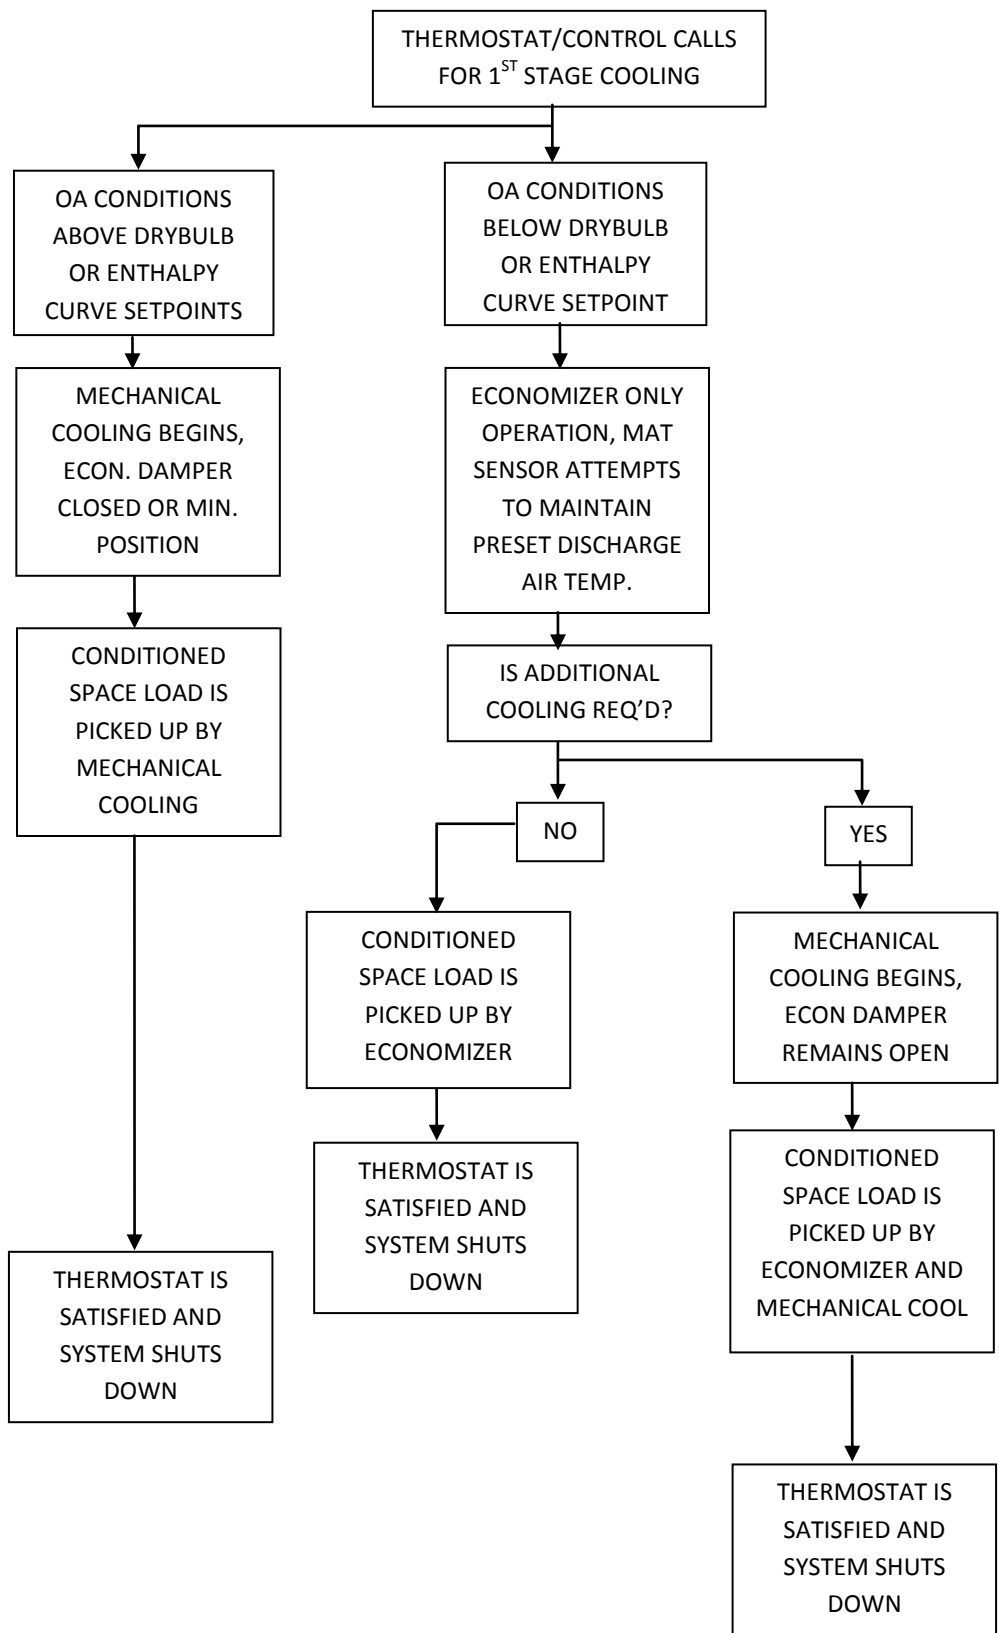 THERMOSTAT/CONTROL CALLS
FOR 1ST STAGE COOLING
OA CONDITIONS
ABOVE DRYBULB
OR ENTHALPY
CURVE SETPOINTS
OA CONDITIONS
BELOW DRYBULB
OR ENTHALPY
CURVE SETPOINT
MECHANICAL
COOLING BEGINS,
ECON. DAMPER
CLOSED OR MIN.
POSITION
ECONOMIZER ONLY
OPERATION, MAT
SENSOR ATTEMPTS
TO MAINTAIN
PRESET DISCHARGE
AIR TEMP.
CONDITIONED
SPACE LOAD IS
PICKED UP BY
MECHANICAL
COOLING
IS ADDITIONAL
COOLING REQ’D?
NO
YES
CONDITIONED
SPACE LOAD IS
PICKED UP BY
ECONOMIZER
MECHANICAL
COOLING BEGINS,
ECON DAMPER
REMAINS OPEN
THERMOSTAT IS
SATISFIED AND
SYSTEM SHUTS
DOWN
CONDITIONED
SPACE LOAD IS
PICKED UP BY
ECONOMIZER AND
MECHANICAL COOL
THERMOSTAT IS
SATISFIED AND
SYSTEM SHUTS
DOWN
THERMOSTAT IS
SATISFIED AND
SYSTEM SHUTS
DOWN